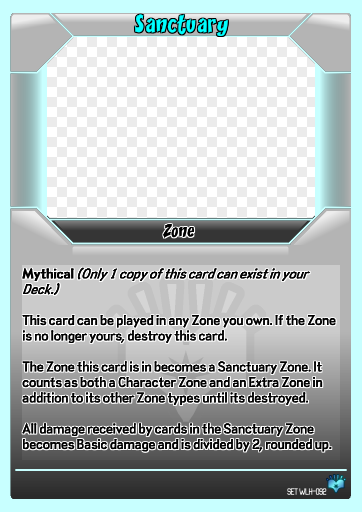 Sanctuary
Zone
Mythical (Only 1 copy of this card can exist in your
Deck.)
This card can be played in any Zone you own. If the Zone
is no longer yours, destroy this card.
The Zone this card is in becomes a Sanctuary Zone. It
counts as both a Character Zone and an Extra Zone in
addition to its other Zone types until its destroyed.
All damage received by cards in the Sanctuary Zone
becomes Basic damage and is divided by 2, rounded up.
SET WLH-092